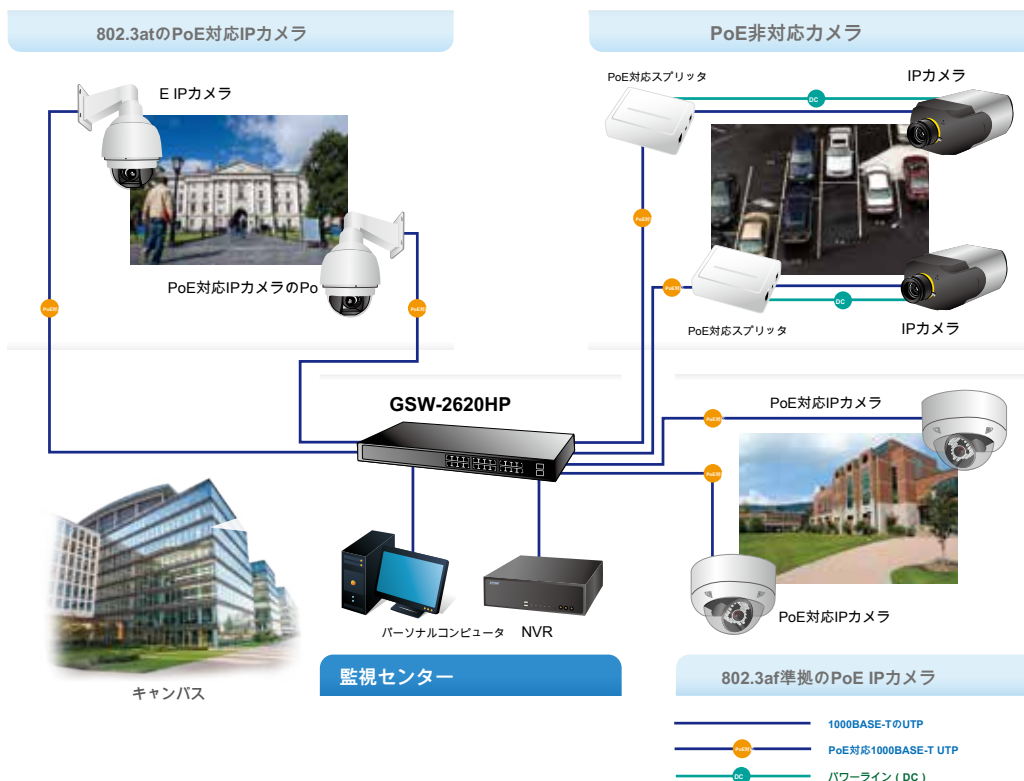 802.3atのPoE対応IPカメラ
PoE非対応カメラ
E IPカメラ
PoE対応スプリッタ
IPカメラ
DC
PoE対応IPカメラのPo
DC
PoE対応スプリッタ
IPカメラ
GSW-2620HP
PoE対応IPカメラ
PoE対応IPカメラ
パーソナルコンピュータ
NVR
キャンパス
監視センター
802.3af準拠のPoE IPカメラ
1000BASE-TのUTP
PoE対応1000BASE-T UTP
DC
パワーライン ( DC )